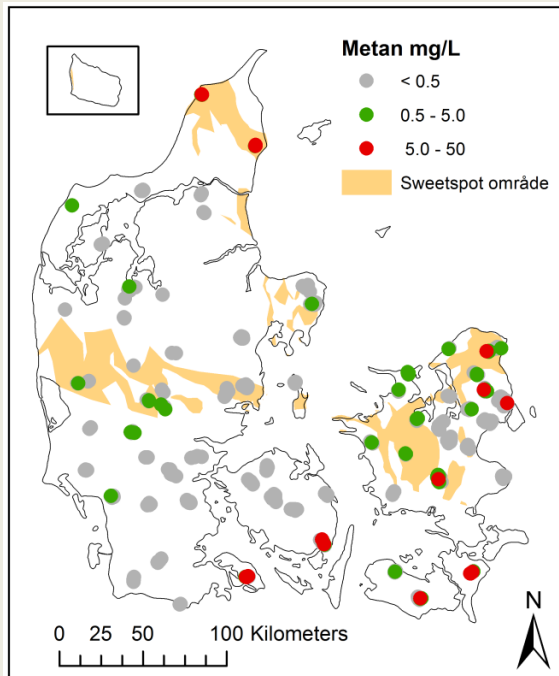 Metan mg/L
< 0.5
0.5 - 5.0
5.0 - 50
Sweetspot område
N
0 25 50 100 Kilometers